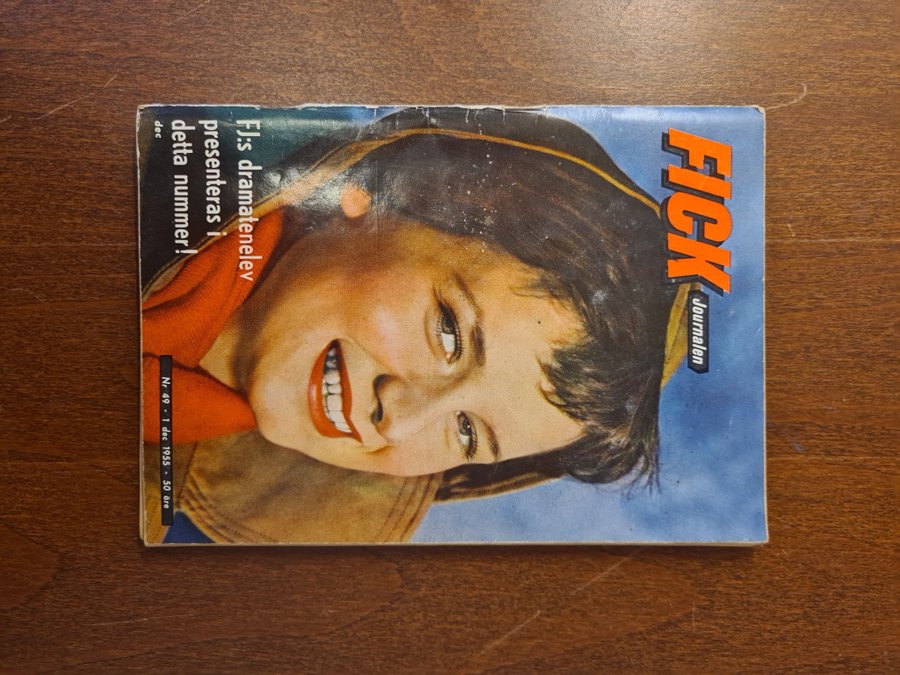 FICK
Journalen
FJ:s dramatenelev
presenteras i
detta nummer!
dec
Nr 49 · 1 dec 1955 · 50 öre